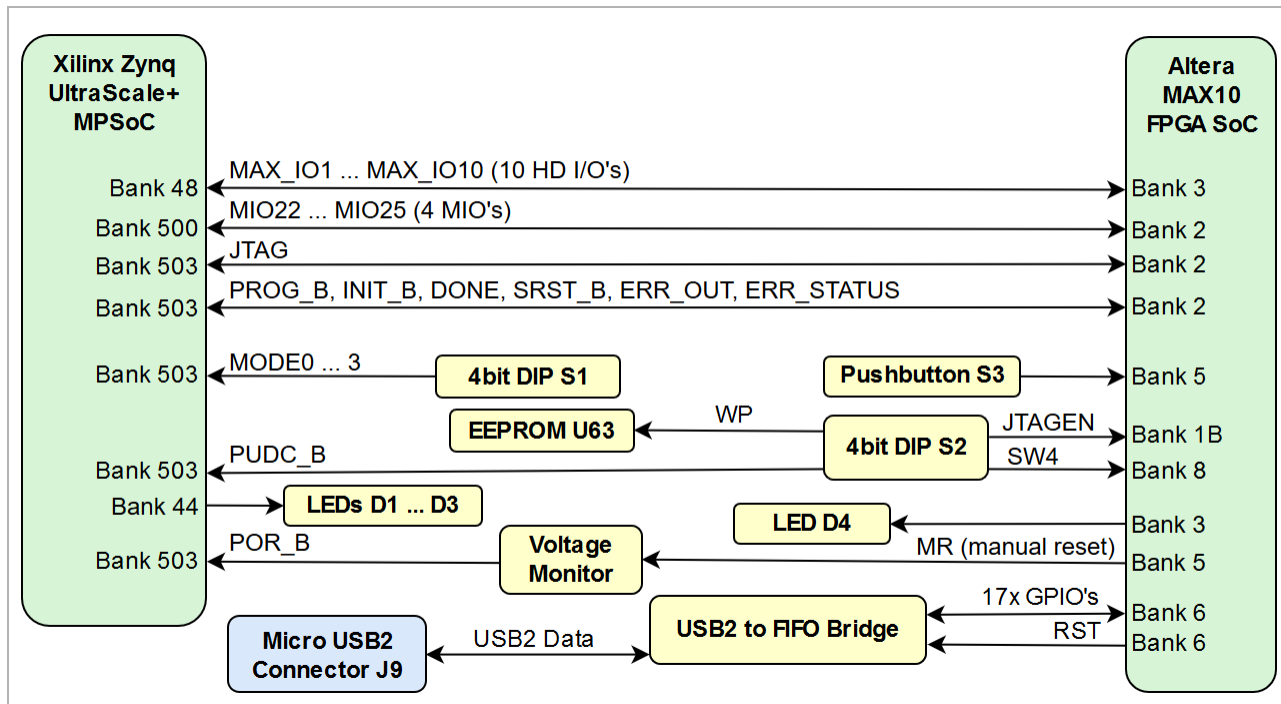 Xilinx Zynq
UltraScale+
MPSoC
Altera
MAX10
FPGA SoC
Bank 48
MAX_IO1 ... MAX_IO10 (10 HD I/O's)
Bank 3
Bank 500
MIO22 ... MIO25 (4 MIO's)
Bank 2
Bank 503
JTAG
Bank 2
Bank 503
PROG_B, INIT_B, DONE, SRST_B, ERR_OUT, ERR_STATUS
Bank 2
Bank 503
MODE0 ... 3
4bit DIP S1
Pushbutton S3
Bank 5
EEPROM U63
WP
4bit DIP S2
JTAGEN
Bank 1B
Bank 503
PUDC_B
SW4
Bank 8
Bank 44
LEDs D1 ... D3
LED D4
Bank 3
Bank 503
POR_B
Voltage
Monitor
MR (manual reset)
Bank 5
Micro USB2
Connector J9
USB2 Data
USB2 to FIFO Bridge
17x GPIO's
Bank 6
RST
Bank 6